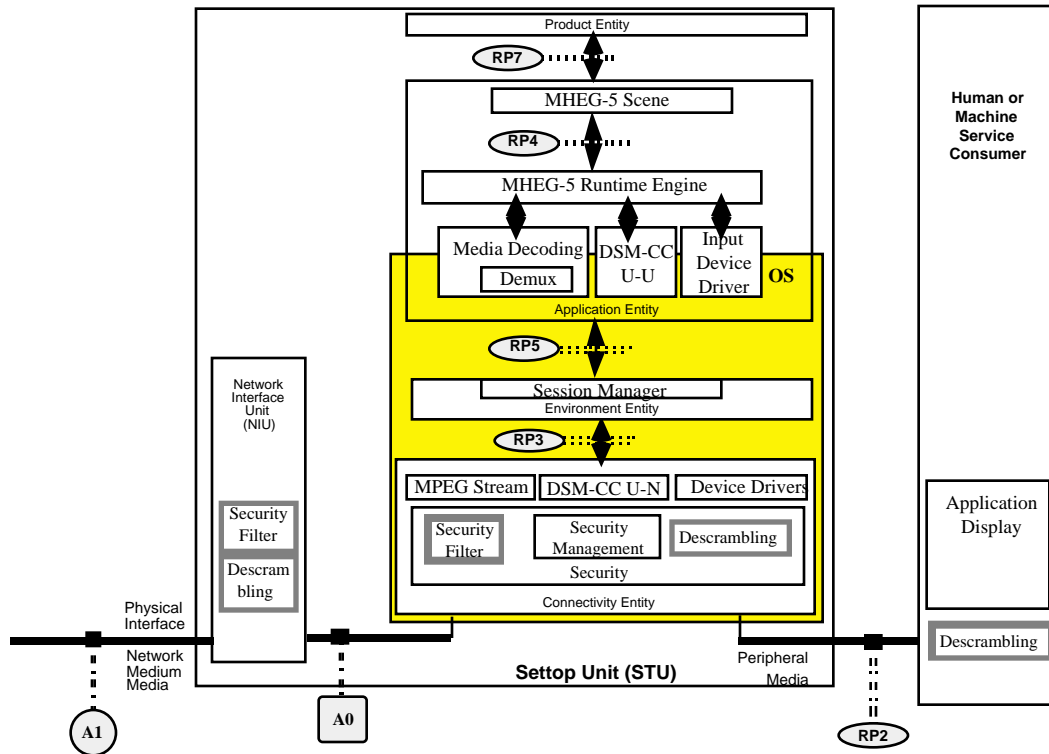 Product Entity
RP7
MHEG-5 Scene
RP4
MHEG-5 Runtime Engine
Media Decoding
Demux
DSM-CC
U-U
Input
Device
Driver
OS
Application Entity
RP5
Session Manager
Environment Entity
RP3
MPEG Stream
DSM-CC U-N
Device Drivers
Security
Filter
Security
Management
Descrambling
Security
Connectivity Entity
Network
Interface
Unit
(NIU)
Security
Filter
Descram
bling
Physical
Interface
Network
Medium
Media
A1
A0
Settop Unit (STU)
Peripheral
Media
RP2
Human or
Machine
Service
Consumer
Application
Display
Descrambling